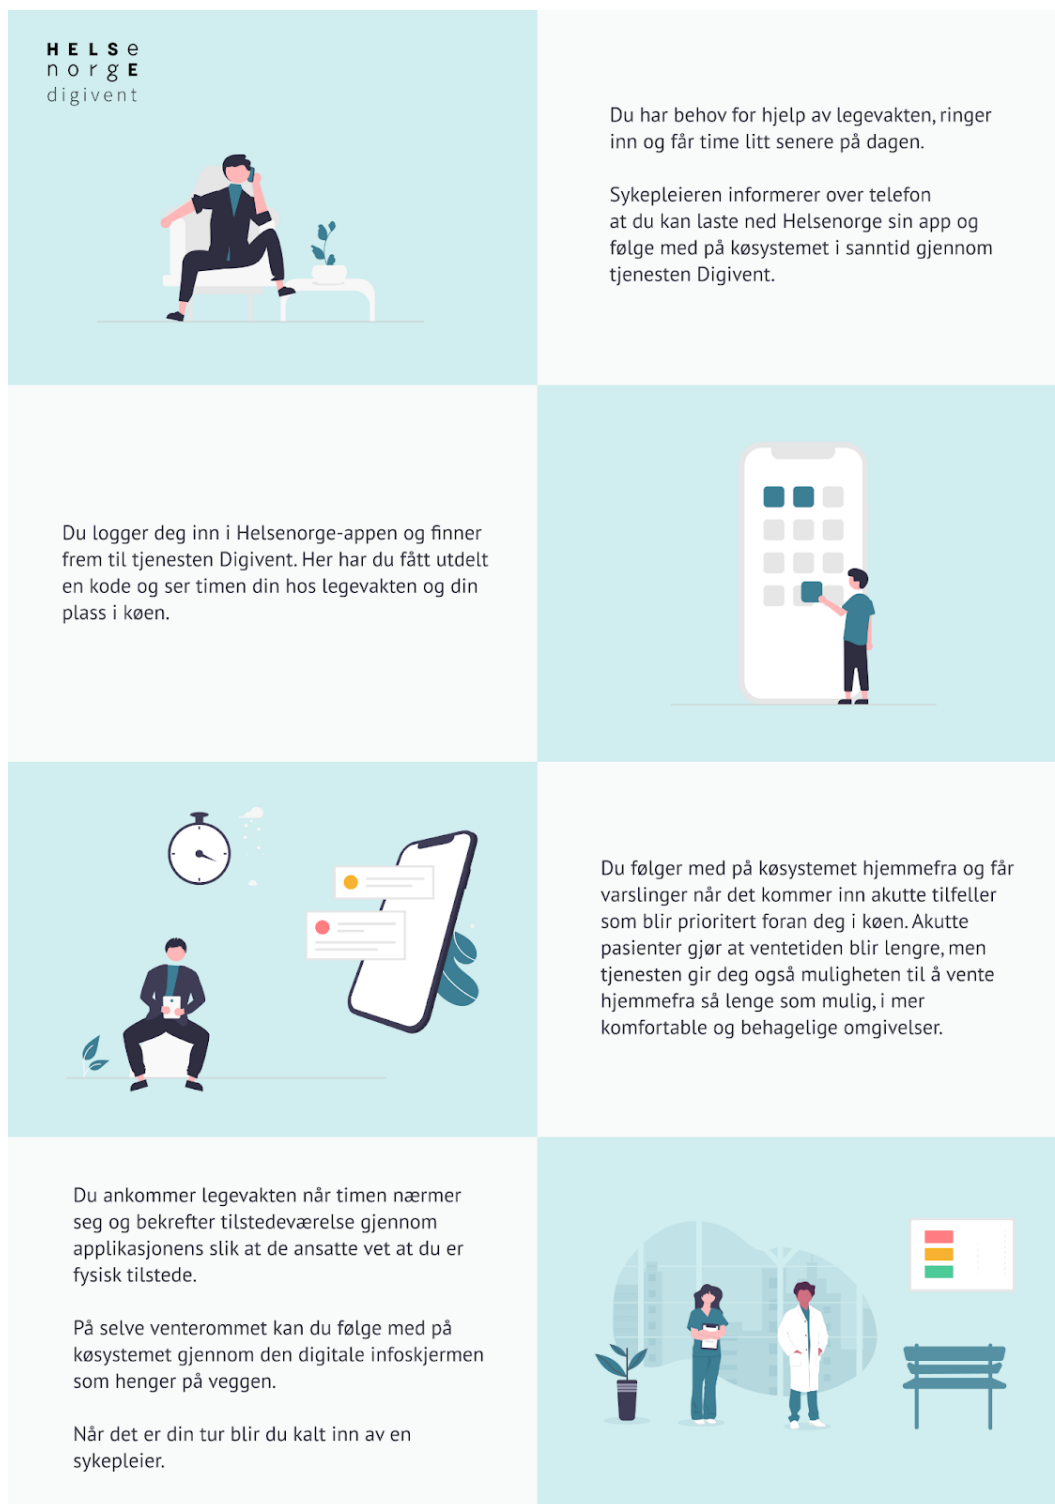 HELSe
norgE
digivent
Du har behov for hjelp av legevakten, ringer
inn og får time litt senere på dagen.
Sykepleieren informerer over telefon
at du kan laste ned Helsenorge sin app og
følge med på køsystemet i sanntid gjennom
tjenesten Digivent.
Du logger deg inn i Helsenorge-appen og finner
frem til tjenesten Digivent. Her har du fått utdelt
en kode og ser timen din hos legevakten og din
plass i køen.
Du følger med på køsystemet hjemmefra og får
varslinger når det kommer inn akutte tilfeller
som blir prioritert foran deg i køen. Akutte
pasienter gjør at ventetiden blir lengre, men
tjenesten gir deg også muligheten til å vente
hjemmefra så lenge som mulig, i mer
komfortable og behagelige omgivelser.
Du ankommer legevakten når timen nærmer
seg og bekrefter tilstedeværelse gjennom
applikasjonens slik at de ansatte vet at du er
fysisk tilstede.
På selve venterommet kan du følge med på
køsystemet gjennom den digitale infoskjermen
som henger på veggen.
Når det er din tur blir du kalt inn av en
sykepleier.